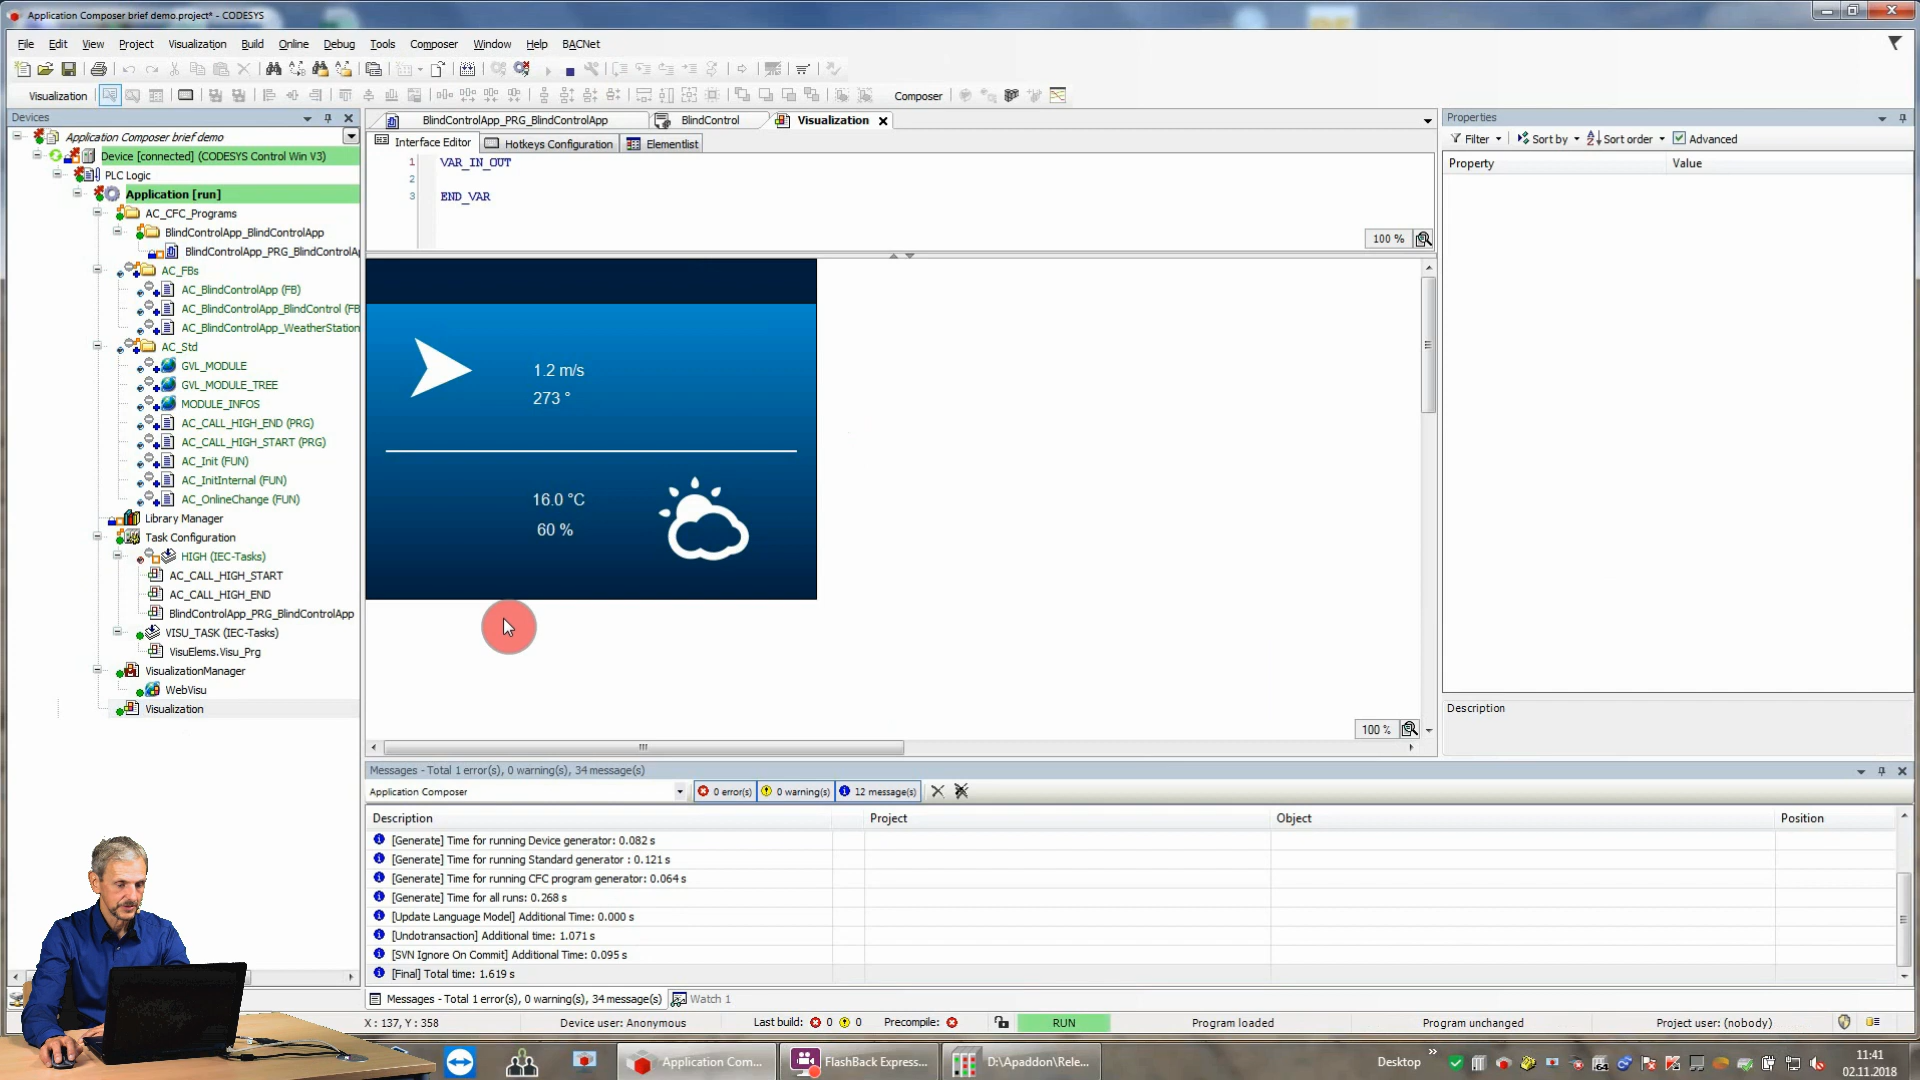 Application Composer brief demo.project* - CODESYS
File Edit View Project Visualization Build Online Debug Tools Composer Window Help BACNet
Visualization
Composer
Devices
Application Composer brief demo
Device [connected] (CODESYS Control Win V3)
PLC Logic
Application [run]
AC_CFC_Programs
BlindControlApp_BlindControlApp
BlindControlApp_PRG_BlindControlA
AC_FBs
AC_BlindControlApp (FB)
AC_BlindControlApp_BlindControl (FB
AC_BlindControlApp_WeatherStation
AC_Std
GVL_MODULE
GVL_MODULE_TREE
MODULE_INFOS
AC_CALL_HIGH_END (PRG)
AC_CALL_HIGH_START (PRG)
AC_Init (FUN)
AC_InitInternal (FUN)
AC_OnlineChange (FUN)
Library Manager
Task Configuration
HIGH (IEC-Tasks)
AC_CALL_HIGH_START
AC_CALL_HIGH_END
BlindControlApp_PRG_BlindControlApp
VISU_TASK (IEC-Tasks)
VisuElems.Visu_Prg
VisualizationManager
WebVisu
Visualization
BlindControlApp_PRG_BlindControlApp BlindControl Visualization
Interface Editor Hotkeys Configuration Elementlist
1 VAR_IN_OUT
2
3 END_VAR
100 %
1.2 m/s
273 °
16.0 °C
60 %
100 %
Properties
Filter Sort by Sort order Advanced
Property Value
Description
Messages - Total 1 error(s), 0 warning(s), 34 message(s)
Application Composer 0 error(s) 0 warning(s) 12 message(s)
Description Project Object Position
[Generate] Time for running Device generator: 0.082 s
[Generate] Time for running Standard generator : 0.121 s
[Generate] Time for running CFC program generator: 0.064 s
[Generate] Time for all runs: 0.268 s
[Update Language Model] Additional Time: 0.000 s
[Undotransaction] Additional time: 1.071 s
[SVN Ignore On Commit] Additional Time: 0.095 s
[Final] Total time: 1.619 s
Messages - Total 1 error(s), 0 warning(s), 34 message(s) Watch 1
X : 137, Y : 358 Device user: Anonymous Last build: 0 0 Precompile: RUN Program loaded Program unchanged Project user: (nobody)
Application Com... FlashBack Express... D:\Apaddon\Rele... Desktop 11:41
02.11.2018